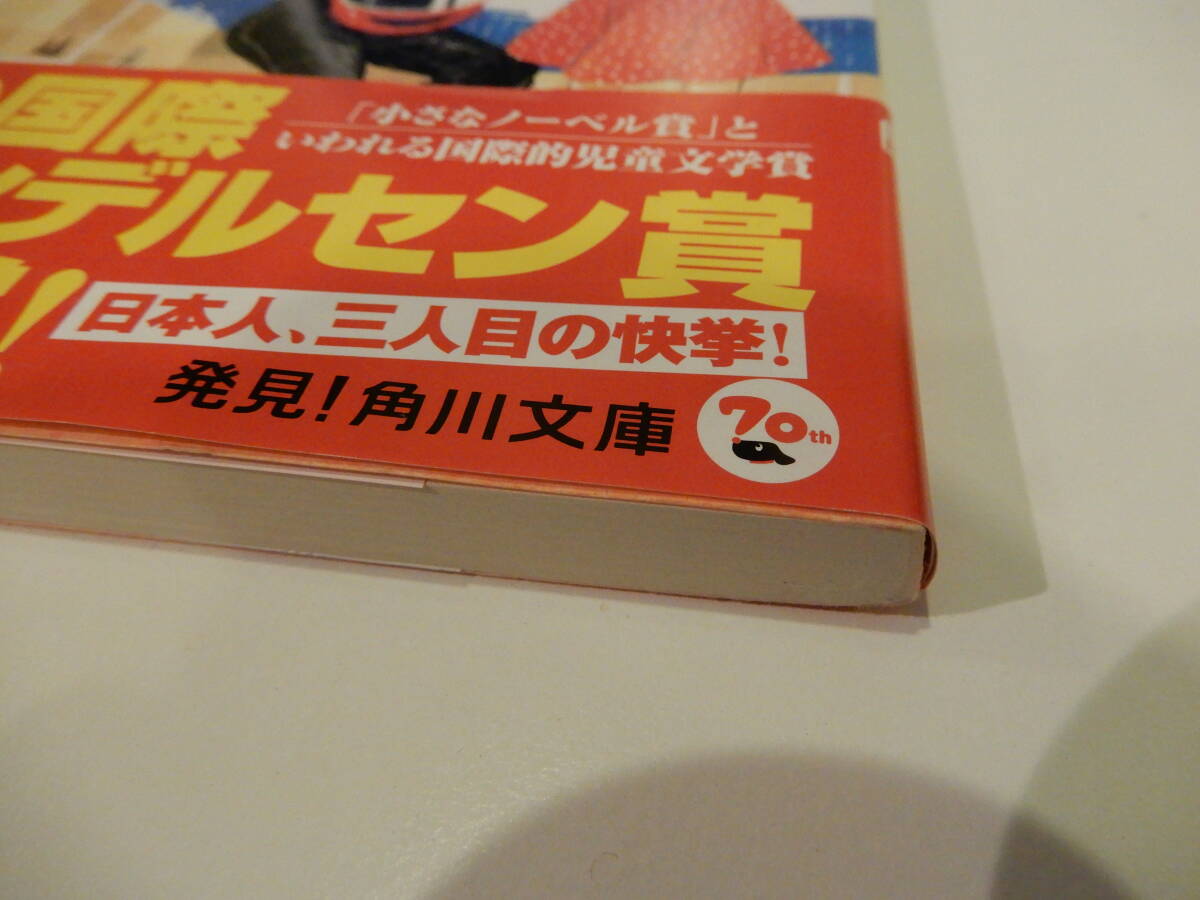 「小さなノーベル賞」と
いわれる国際的児童文学賞
国際
デルセン賞
!
日本人、三人目の快挙!
発見!角川文庫
70th